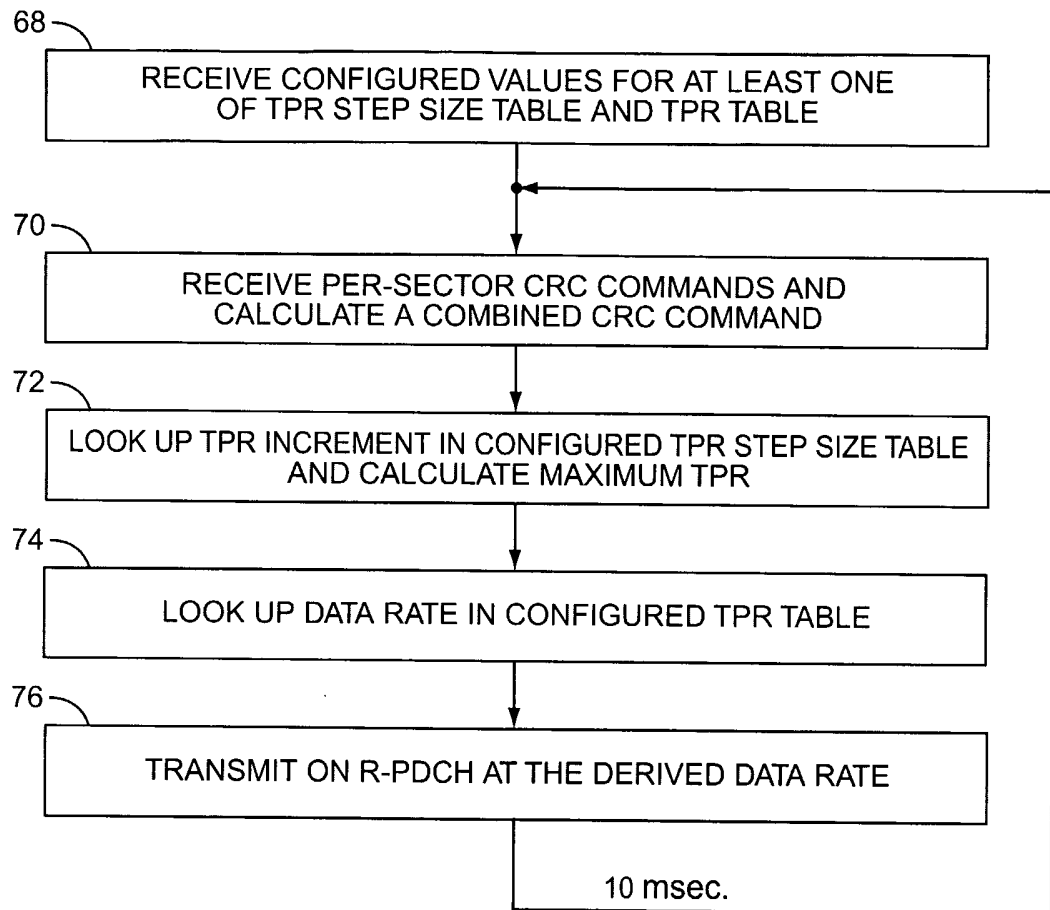 68
RECEIVE CONFIGURED VALUES FOR AT LEAST ONE
OF TPR STEP SIZE TABLE AND TPR TABLE
70
RECEIVE PER-SECTOR CRC COMMANDS AND
CALCULATE A COMBINED CRC COMMAND
72
LOOK UP TPR INCREMENT IN CONFIGURED TPR STEP SIZE TABLE
AND CALCULATE MAXIMUM TPR
74
LOOK UP DATA RATE IN CONFIGURED TPR TABLE
76
TRANSMIT ON R-PDCH AT THE DERIVED DATA RATE
10 msec.